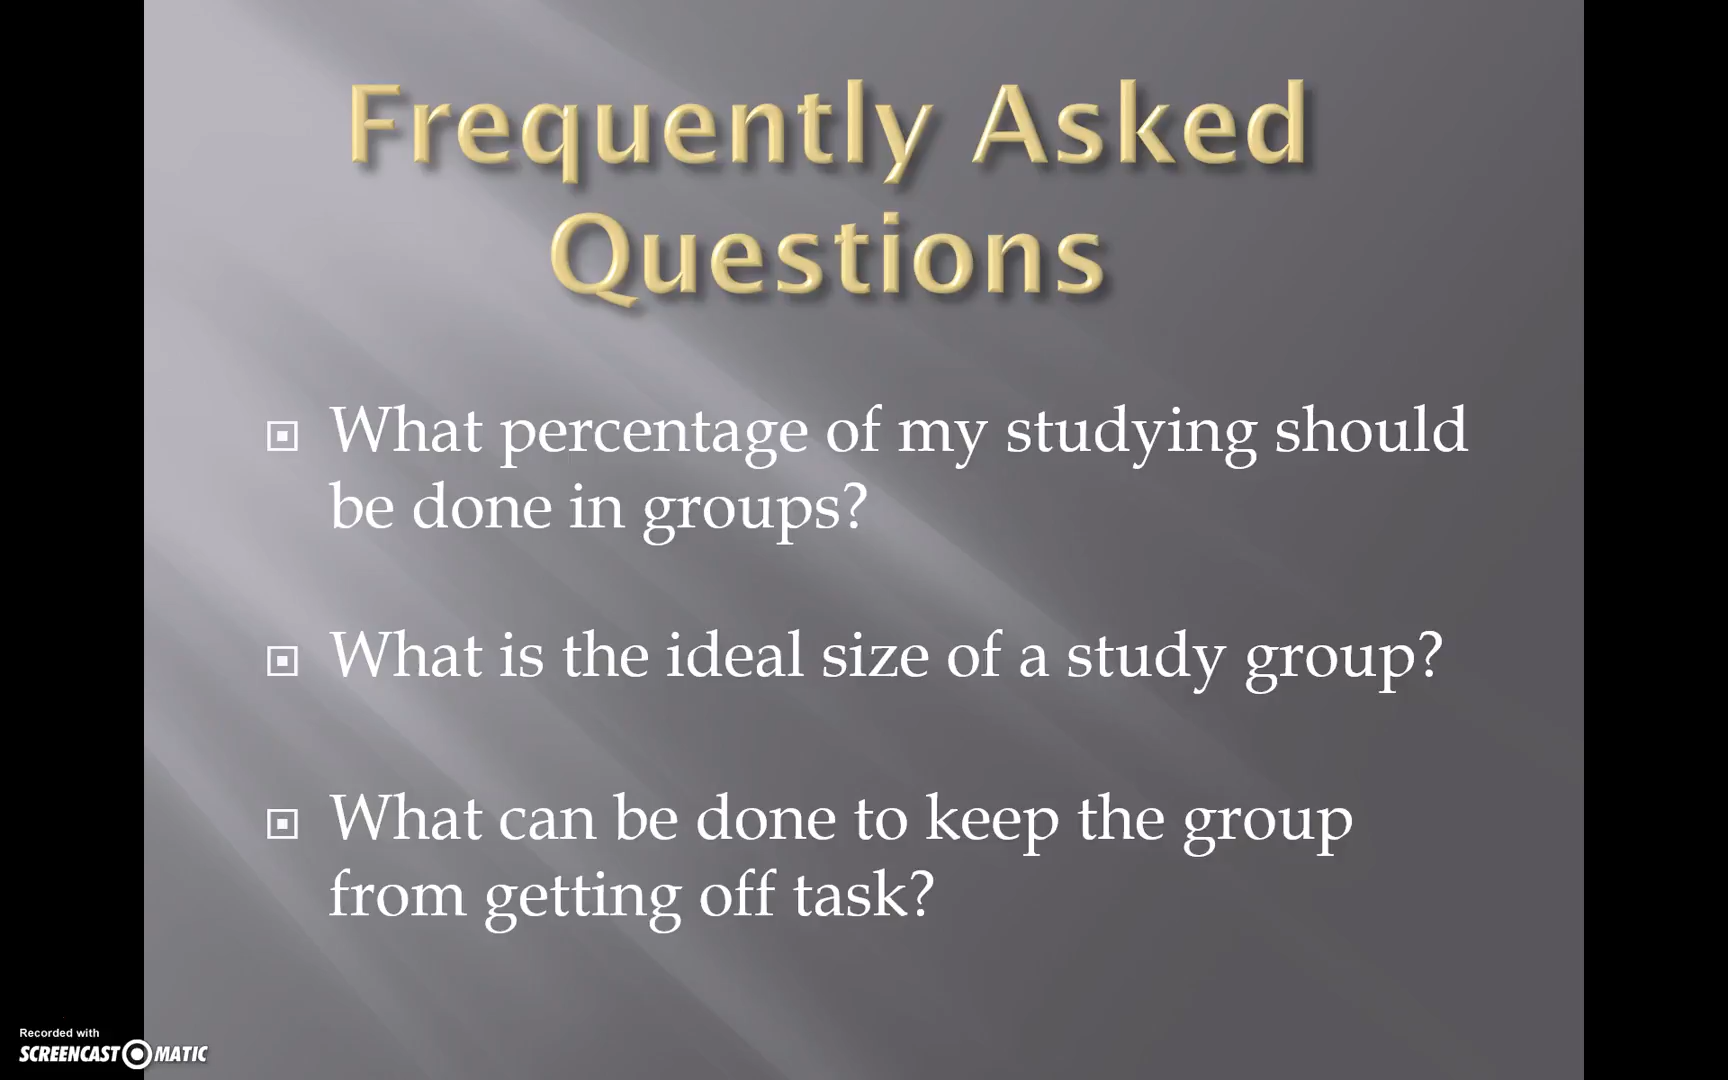 Frequently Asked
Questions
What percentage of my studying should
be done in groups?
What is the ideal size of a study group?
What can be done to keep the group
from getting off task?
Recorded with
SCREENCAST MATIC